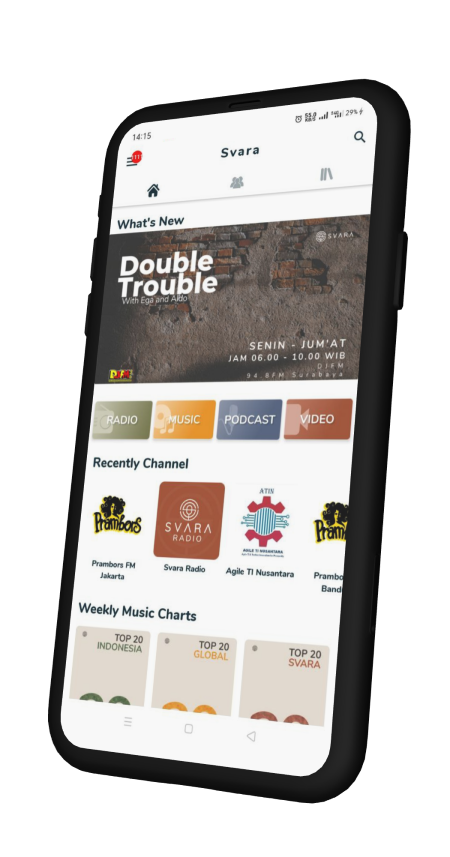 14:15
29%
Svara
What's New
SVARA
Double
Trouble
With Ega and Aldo
SENIN - JUM'AT
JAM 06.00 - 10.00 WIB
DJFM
94.8FM Surabaya
RADIO
MUSIC
PODCAST
VIDEO
Recently Channel
Prambors
SVARA
RADIO
ATIN
AGILE TI NUSANTARA
Prambors FM
Jakarta
Svara Radio
Agile TI Nusantara
Weekly Music Charts
TOP 20
INDONESIA
TOP 20
GLOBAL
TOP 20
SVARA